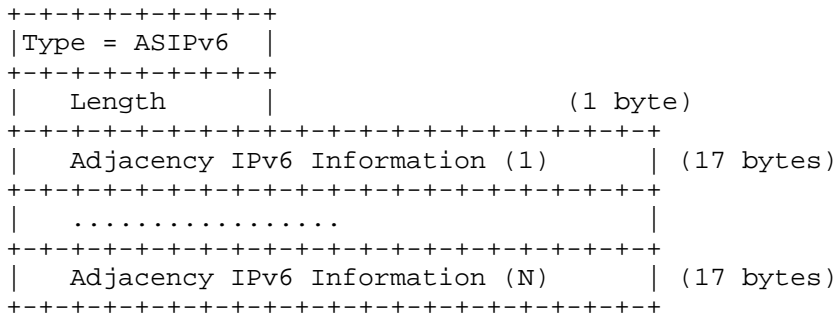 +-+-+-+-+-+-+-+-+
|Type = ASIPv6  |
+-+-+-+-+-+-+-+-+
|   Length      |                  (1 byte)
+-+-+-+-+-+-+-+-+-+-+-+-+-+-+-+-+-+-+-+-+
|   Adjacency IPv6 Information (1)      | (17 bytes)
+-+-+-+-+-+-+-+-+-+-+-+-+-+-+-+-+-+-+-+-+
|   .................                   |
+-+-+-+-+-+-+-+-+-+-+-+-+-+-+-+-+-+-+-+-+
|   Adjacency IPv6 Information (N)      | (17 bytes)
+-+-+-+-+-+-+-+-+-+-+-+-+-+-+-+-+-+-+-+-+